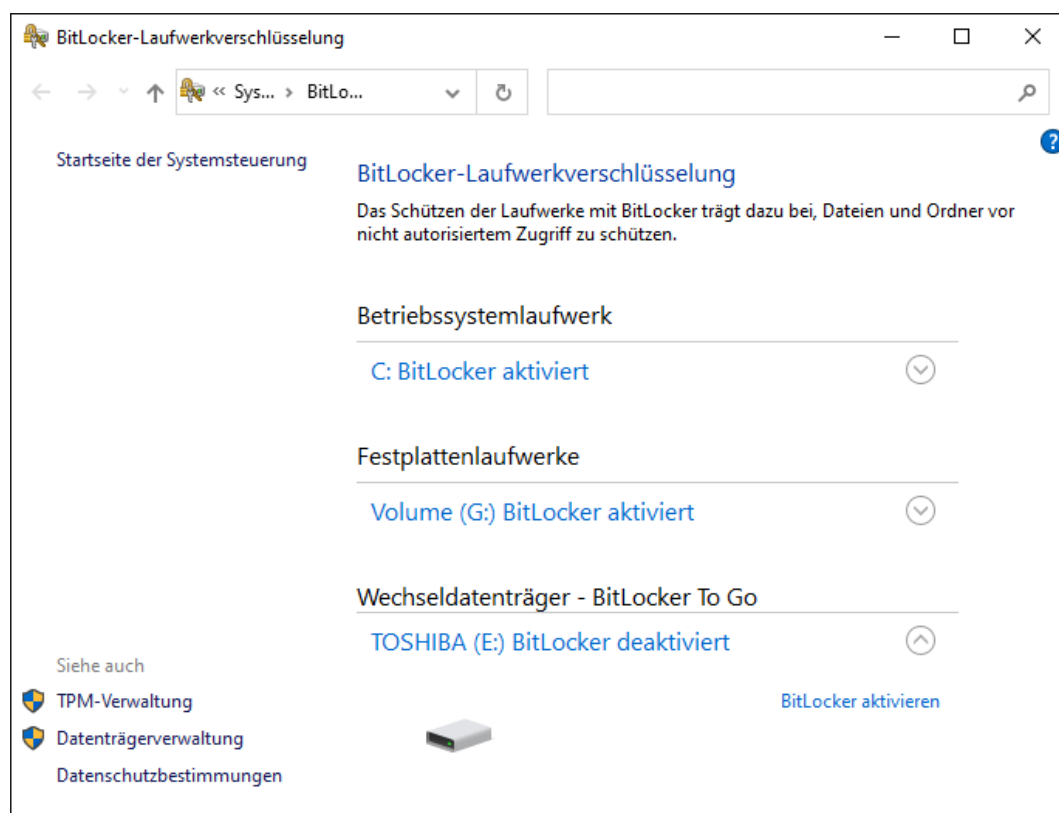 BitLocker-Laufwerkverschlüsselung
« Sys... › BitLo...
Startseite der Systemsteuerung
BitLocker-Laufwerkverschlüsselung
Das Schützen der Laufwerke mit BitLocker trägt dazu bei, Dateien und Ordner vor
nicht autorisiertem Zugriff zu schützen.
Betriebssystemlaufwerk
C: BitLocker aktiviert
Festplattenlaufwerke
Volume (G:) BitLocker aktiviert
Wechseldatenträger - BitLocker To Go
TOSHIBA (E:) BitLocker deaktiviert
BitLocker aktivieren
Siehe auch
TPM-Verwaltung
Datenträgerverwaltung
Datenschutzbestimmungen